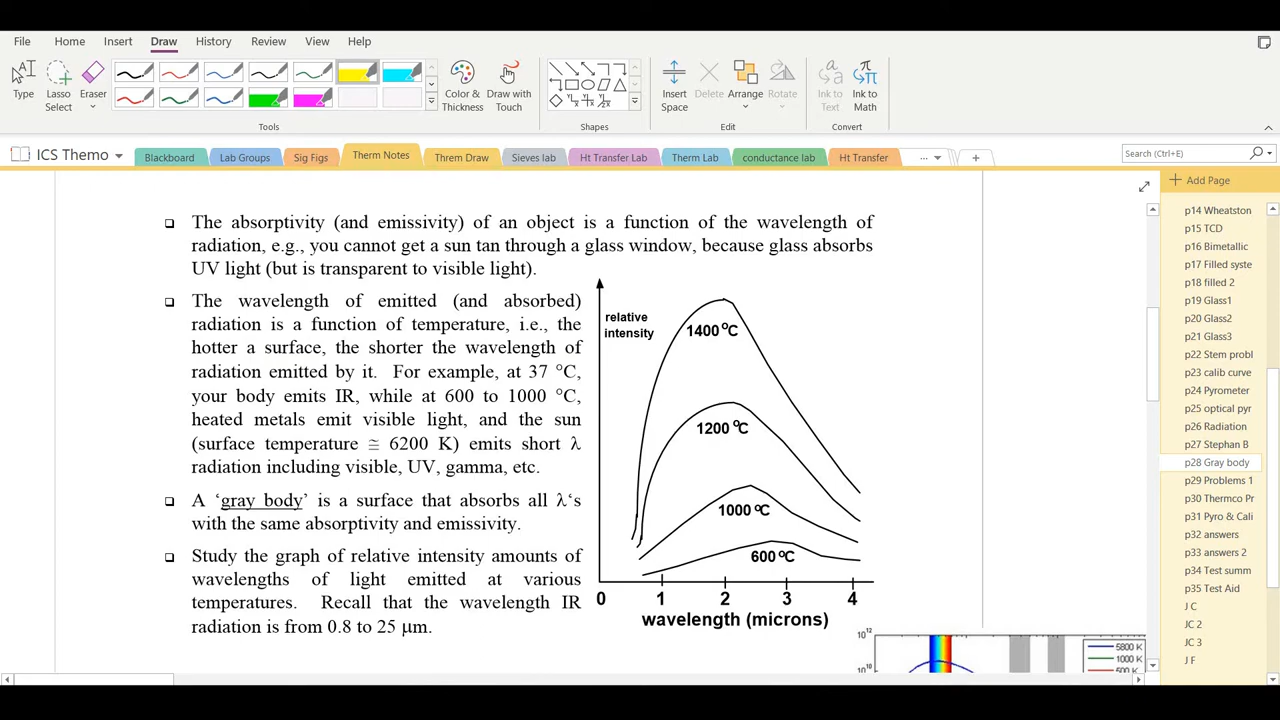 File Home Insert Draw History Review View Help
Type
Lasso Select
Eraser
Color & Thickness
Draw with Touch
Insert Space
Delete
Arrange
Rotate
Ink to Text
Ink to Math
Tools Shapes Edit Convert
ICS Themo Blackboard Lab Groups Sig Figs Therm Notes Threm Draw Sieves lab Ht Transfer Lab Therm Lab conductance lab Ht Transfer ... + Search (Ctrl+E)
❑ The absorptivity (and emissivity) of an object is a function of the wavelength of
radiation, e.g., you cannot get a sun tan through a glass window, because glass absorbs
UV light (but is transparent to visible light).
❑ The wavelength of emitted (and absorbed)
radiation is a function of temperature, i.e., the
hotter a surface, the shorter the wavelength of
radiation emitted by it. For example, at 37 °C,
your body emits IR, while at 600 to 1000 °C,
heated metals emit visible light, and the sun
(surface temperature ≅ 6200 K) emits short λ
radiation including visible, UV, gamma, etc.
❑ A ‘gray body’ is a surface that absorbs all λ‘s
with the same absorptivity and emissivity.
❑ Study the graph of relative intensity amounts of
wavelengths of light emitted at various
temperatures. Recall that the wavelength IR
radiation is from 0.8 to 25 µm.
relative
intensity
1400 °C
1200 °C
1000 °C
600 °C
0 1 2 3 4
wavelength (microns)
10¹²
10¹⁰
5800 K
1000 K
500 K
+ Add Page
p14 Wheatston
p15 TCD
p16 Bimetallic
p17 Filled syste
p18 filled 2
p19 Glass1
p20 Glass2
p21 Glass3
p22 Stem probl
p23 calib curve
p24 Pyrometer
p25 optical pyr
p26 Radiation
p27 Stephan B
p28 Gray body
p29 Problems 1
p30 Thermco Pr
p31 Pyro & Cali
p32 answers
p33 answers 2
p34 Test summ
p35 Test Aid
J C
JC 2
JC 3
J F